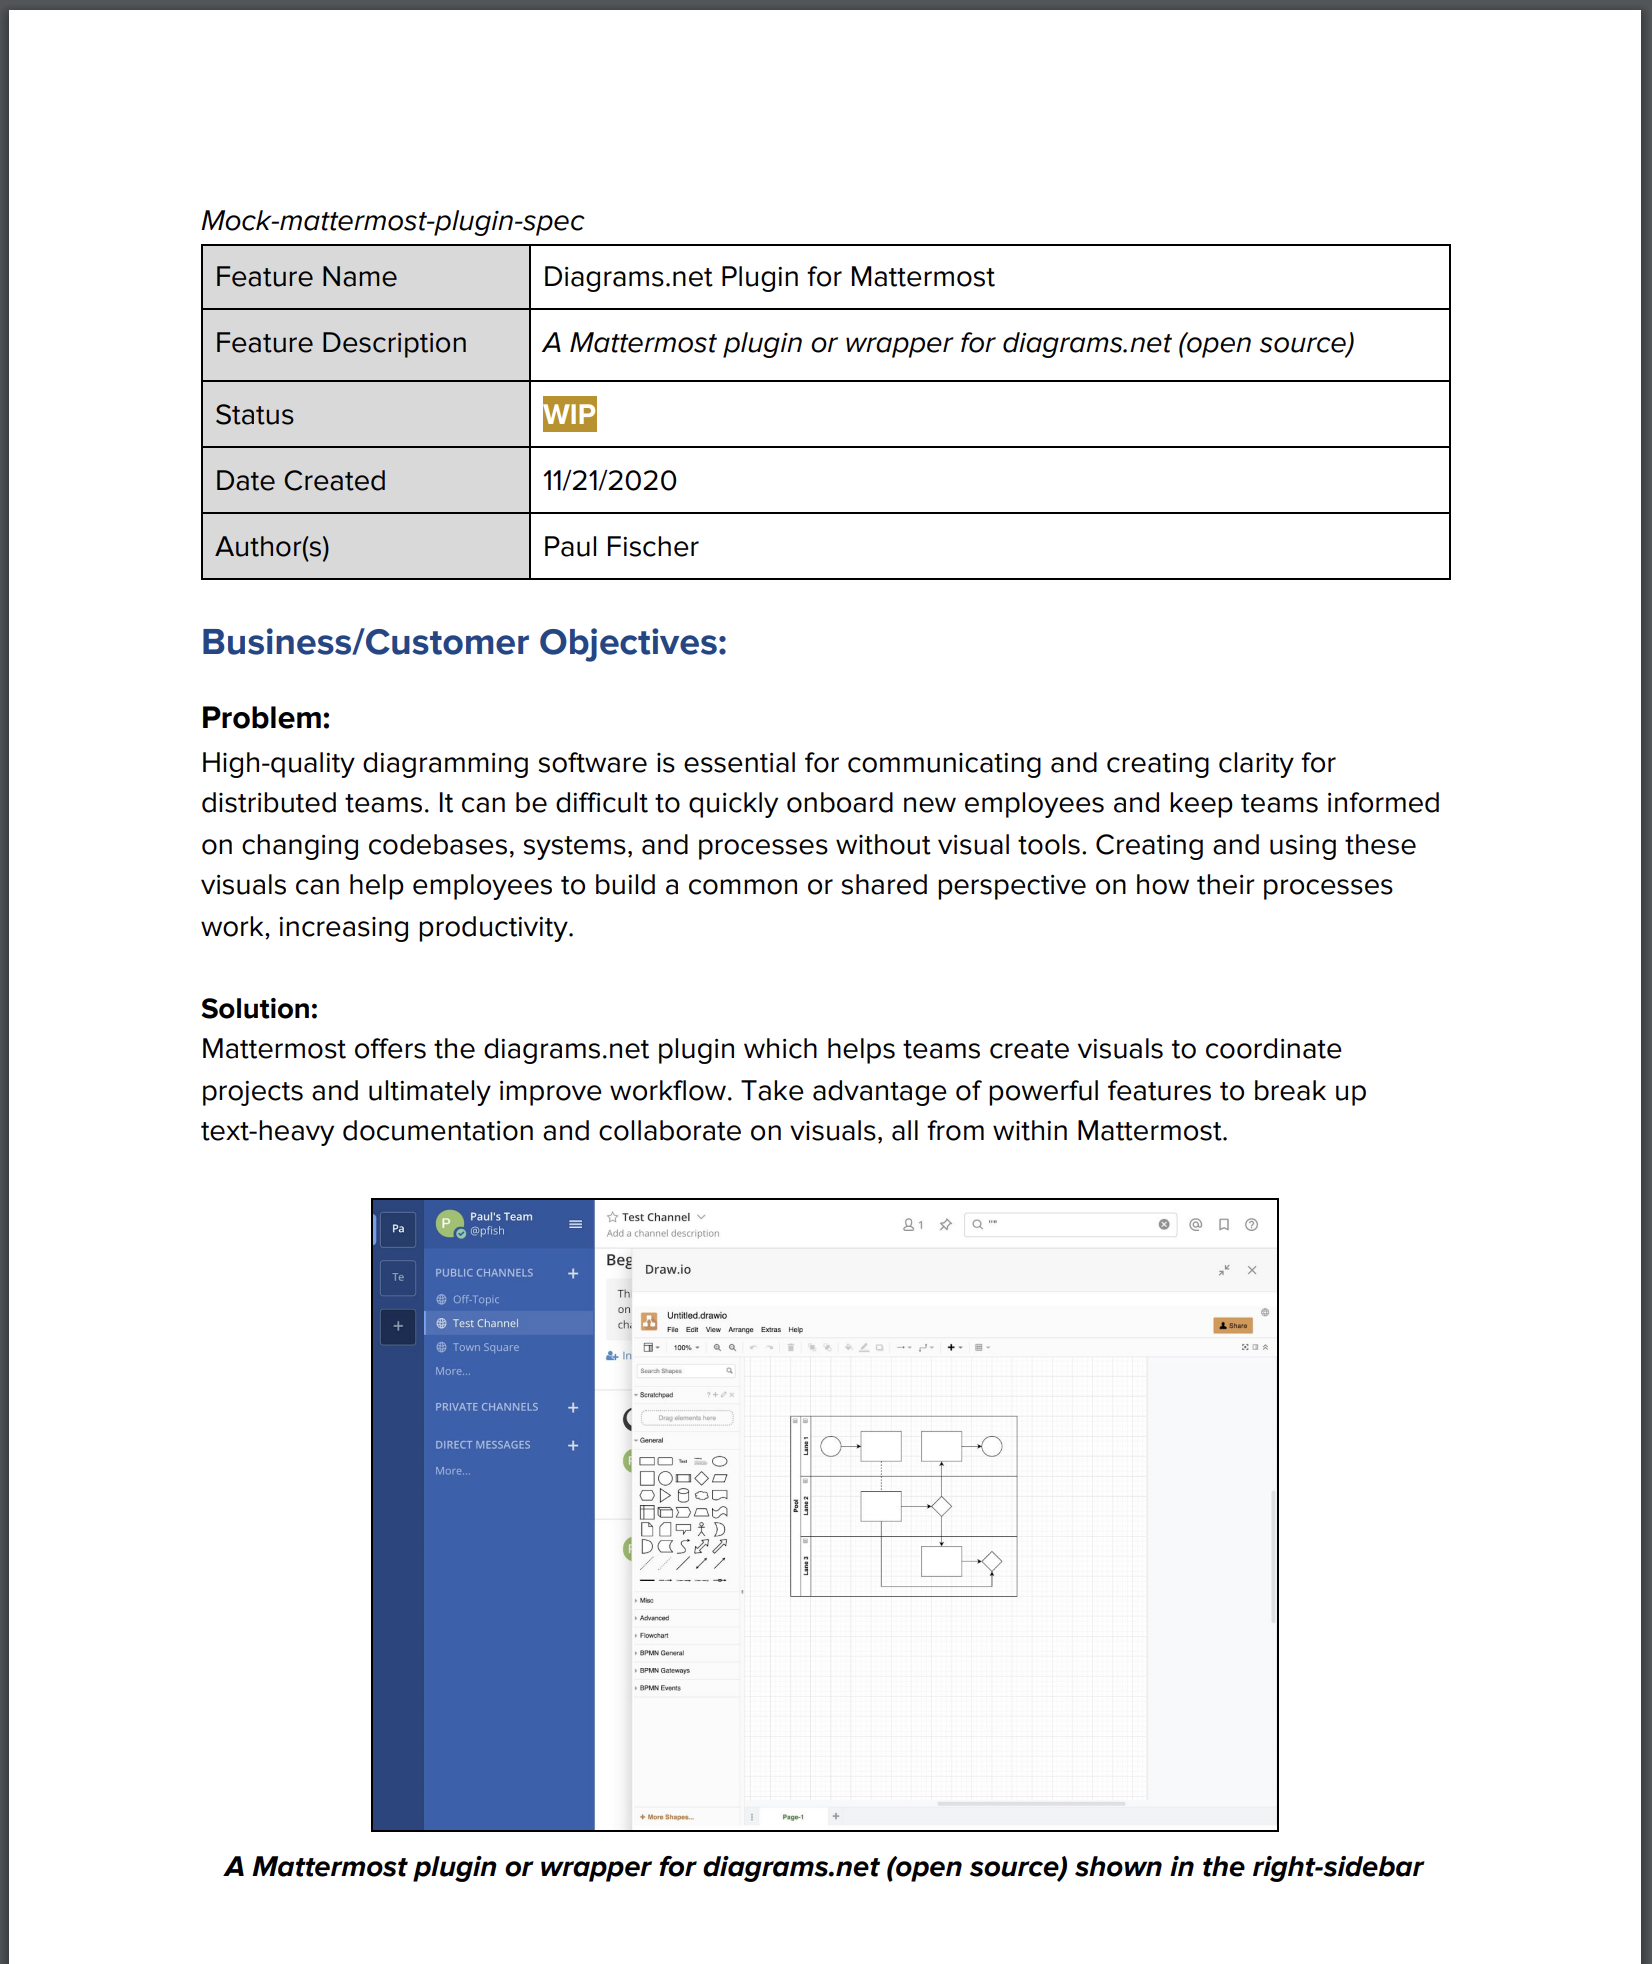 Mock-mattermost-plugin-spec
Feature Name
Diagrams.net Plugin for Mattermost
Feature Description
A Mattermost plugin or wrapper for diagrams.net (open source)
Status
WIP
Date Created
11/21/2020
Author(s)
Paul Fischer
Business/Customer Objectives:
Problem:
High-quality diagramming software is essential for communicating and creating clarity for
distributed teams. It can be difficult to quickly onboard new employees and keep teams informed
on changing codebases, systems, and processes without visual tools. Creating and using these
visuals can help employees to build a common or shared perspective on how their processes
work, increasing productivity.
Solution:
Mattermost offers the diagrams.net plugin which helps teams create visuals to coordinate
projects and ultimately improve workflow. Take advantage of powerful features to break up
text-heavy documentation and collaborate on visuals, all from within Mattermost.
Pa
Te
+
P
Paul's Team
@pfish
PUBLIC CHANNELS +
Off-Topic
Test Channel
Town Square
More...
PRIVATE CHANNELS +
DIRECT MESSAGES +
More...
Test Channel
Add a channel description
1
""
Beg
Th
on
cha
In
Draw.io
Untitled.drawio
File Edit View Arrange Extras Help
Share
100%
Search Shapes
Scratchpad
Drag elements here
General
Text
Misc
Advanced
Flowchart
BPMN General
BPMN Gateways
BPMN Events
+ More Shapes...
Pool
Lane 1
Lane 2
Lane 3
Page-1
+
A Mattermost plugin or wrapper for diagrams.net (open source) shown in the right-sidebar